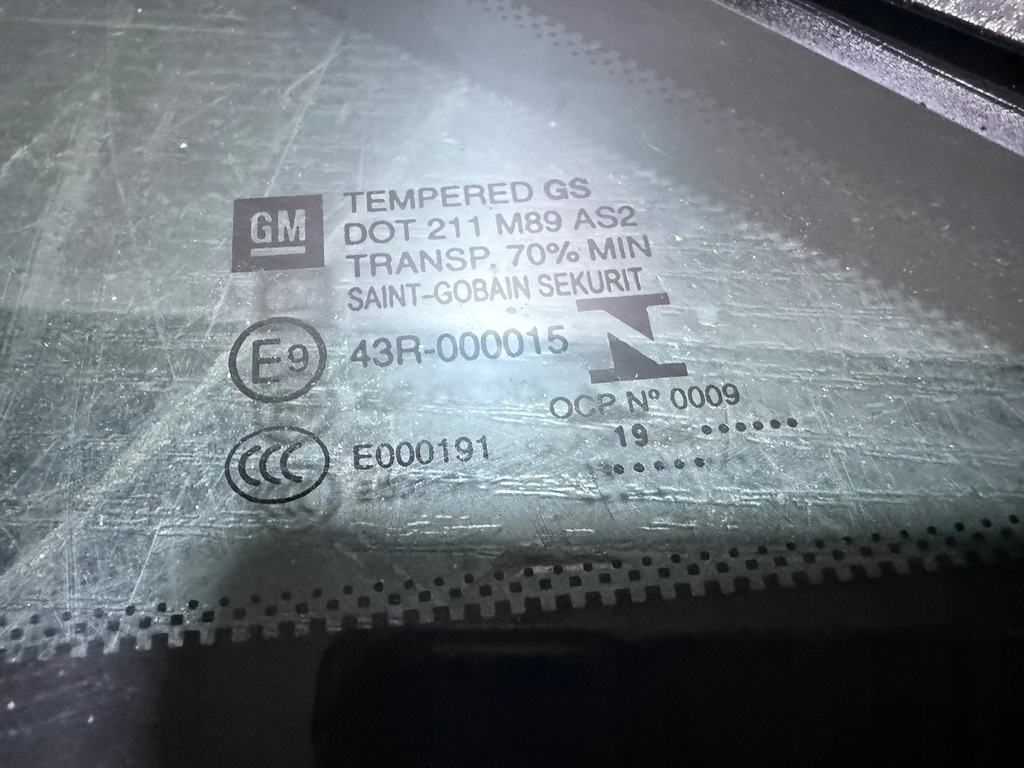 GM
TEMPERED GS
DOT 211 M89 AS2
TRANSP. 70% MIN
SAINT-GOBAIN SEKURIT
E9 43R-000015
N
OCP Nº 0009
CCC E000191
19 ......
......